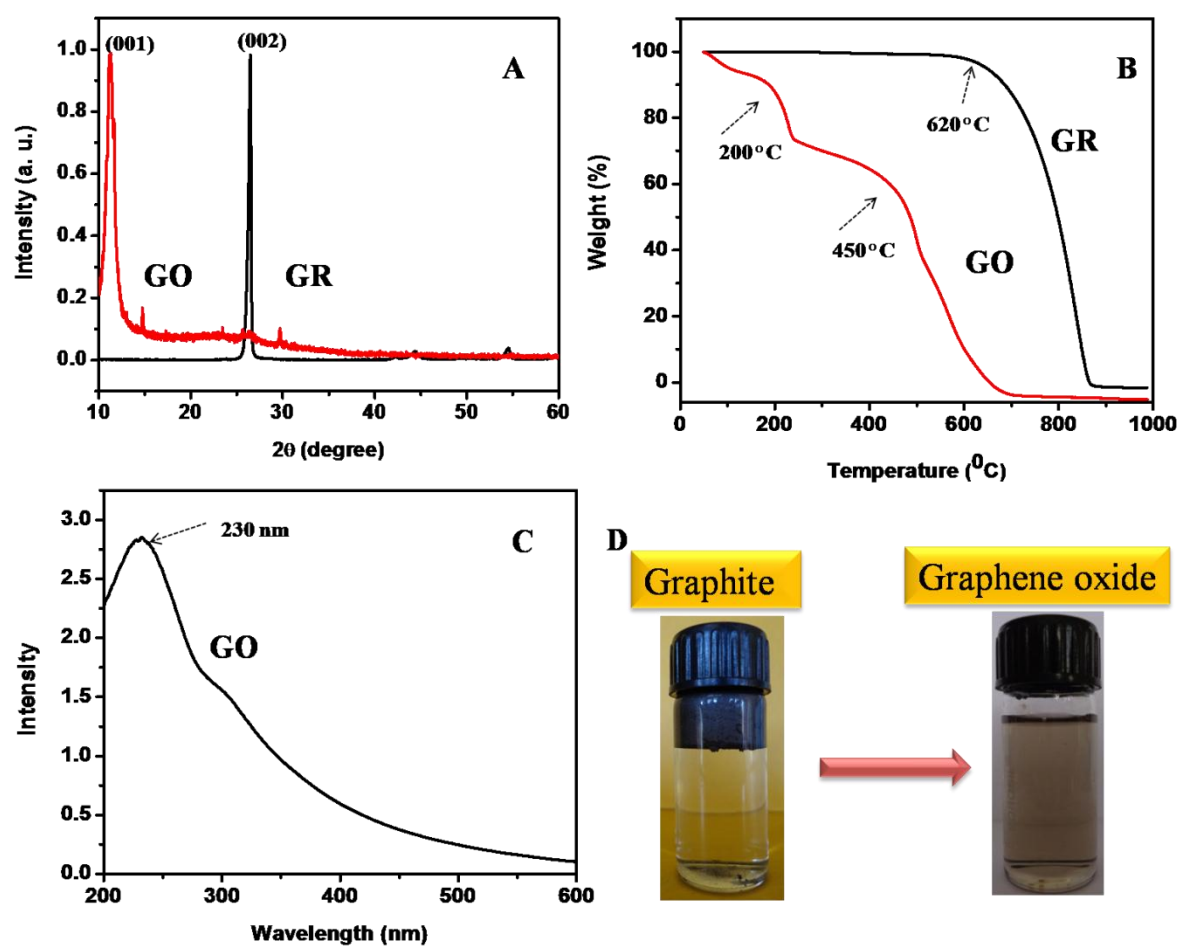 (001)
(002)
A
GO
GR
Intensity (a. u.)
1.0
0.8
0.6
0.4
0.2
0.0
10 20 30 40 50 60
2θ (degree)
B
620°C
GR
200°C
450°C
GO
Weight (%)
100
80
60
40
20
0
0 200 400 600 800 1000
Temperature (⁰C)
C
230 nm
GO
Intensity
3.0
2.5
2.0
1.5
1.0
0.5
0.0
200 300 400 500 600
Wavelength (nm)
D
Graphite
Graphene oxide